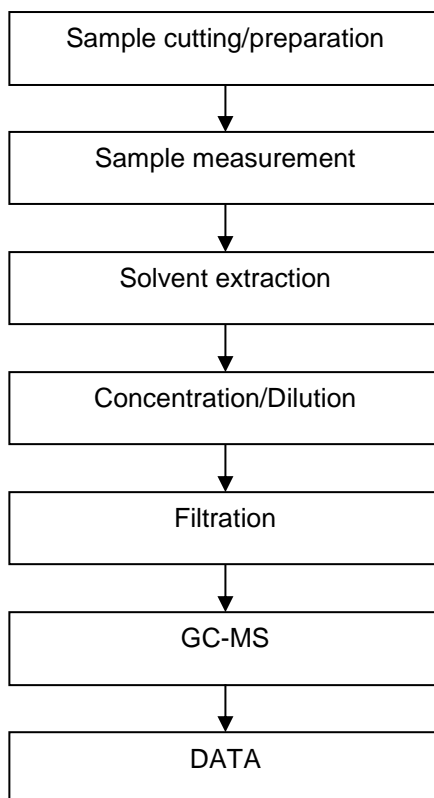 Sample cutting/preparation
Sample measurement
Solvent extraction
Concentration/Dilution
Filtration
GC-MS
DATA